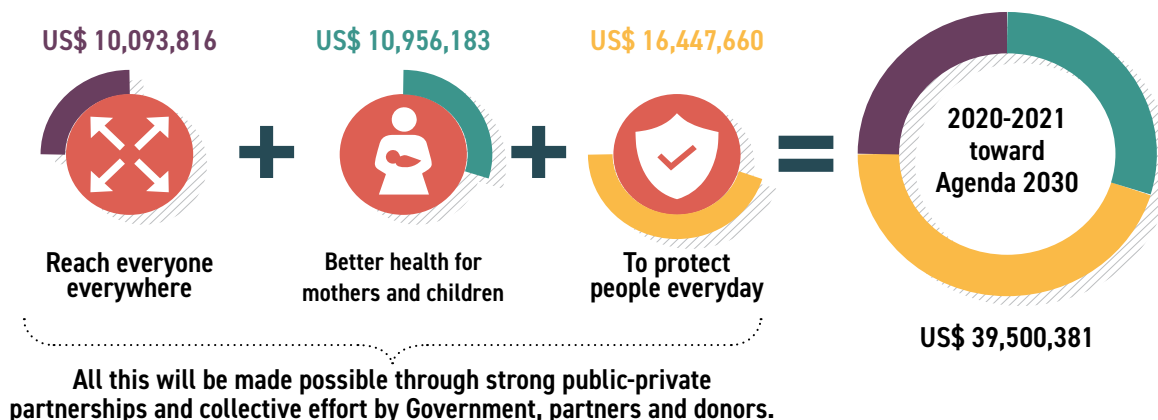 US$ 10,093,816
US$ 10,956,183
US$ 16,447,660
Reach everyone
everywhere
Better health for
mothers and children
To protect
people everyday
2020-2021
toward
Agenda 2030
US$ 39,500,381
All this will be made possible through strong public-private
partnerships and collective effort by Government, partners and donors.